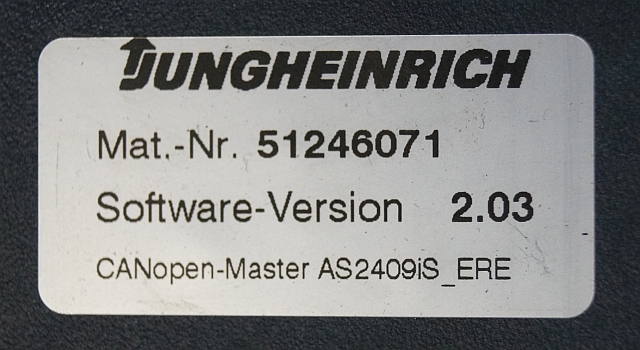 JUNGHEINRICH
Mat.-Nr. 51246071
Software-Version 2.03
CANopen-Master AS2409iS_ERE